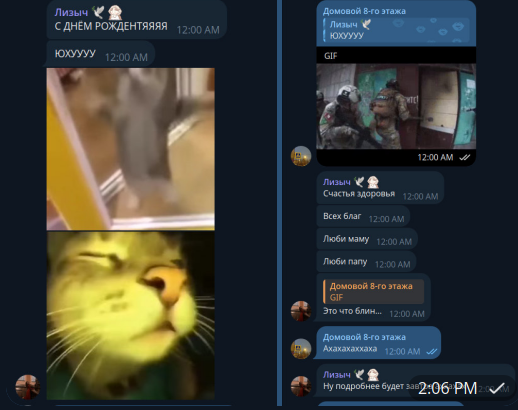 Лизыч 🕊
С ДНЁМ РОЖДЕНТЯЯЯЯ 12:00 AM
ЮХУУУУ 12:00 AM
Домовой 8-го этажа
Лизыч 🕊
ЮХУУУУ
GIF
12:00 AM
Лизыч 🕊
Счастья здоровья 12:00 AM
Всех благ 12:00 AM
Люби маму 12:00 AM
Люби папу 12:00 AM
Домовой 8-го этажа
GIF
Это что блин... 12:00 AM
Домовой 8-го этажа
Ахахахаххаха 12:00 AM
Лизыч 🕊
Ну подробнее будет
2:06 PM